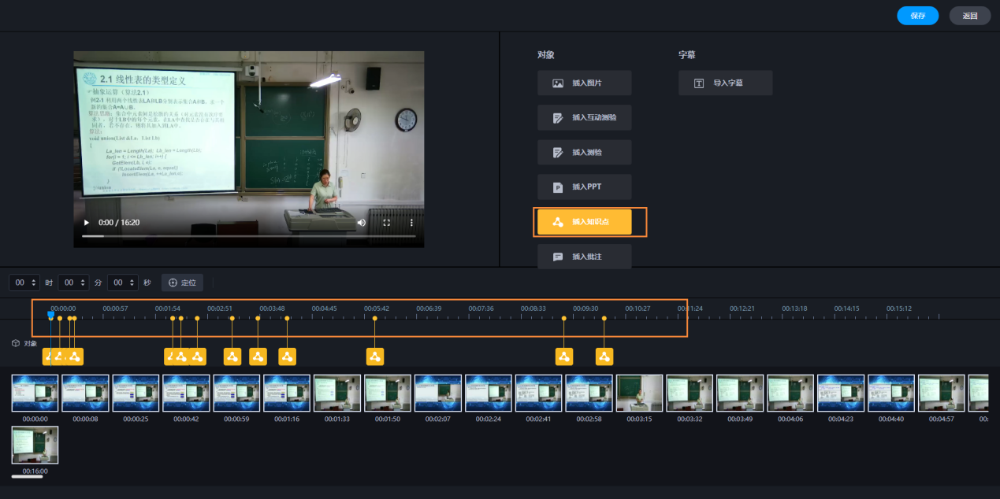 保存
返回
2.1 线性表的类型定义
抽象运算（算法2.1）
例2-1 利用两个线性表LA和LB分别表示集合A和B，求一个
新的集合A=A∪B。
算法:
void union(List &La, List Lb)
{
La_len = Length(La); Lb_len = Length(Lb);
for(i = 1; i <= Lb_len; i++) {
GetElem(Lb, i, e);
if (!LocateElem(La, e, equal))
ListInsert(La, ++La_len, e);
}
}//union
0:00 / 16:20
对象
字幕
插入图片
导入字幕
插入互动测验
插入测验
插入PPT
插入知识点
插入批注
00 时 00 分 00 秒 定位
00:00:00 00:00:57 00:01:54 00:02:51 00:03:48 00:04:45 00:05:42 00:06:39 00:07:36 00:08:33 00:09:30 00:10:27 00:11:24 00:12:21 00:13:18 00:14:15 00:15:12
对象
00:00:00 00:00:08 00:00:25 00:00:42 00:00:59 00:01:16 00:01:33 00:01:50 00:02:07 00:02:24 00:02:41 00:02:58 00:03:15 00:03:32 00:03:49 00:04:06 00:04:23 00:04:40 00:04:57 00:
00:16:00